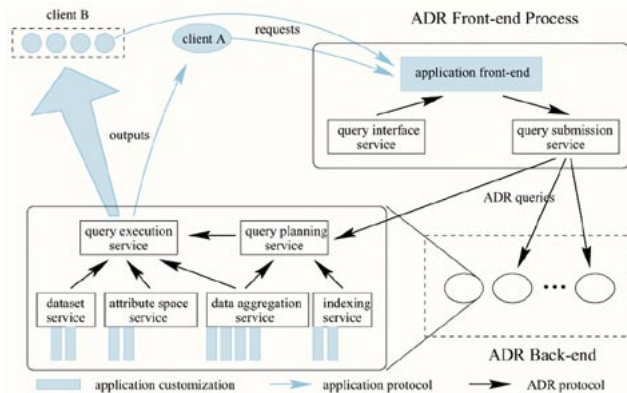 client B
ADR Front-end Process
client A
requests
application front-end
query interface
service
query submission
service
outputs
ADR queries
query execution
service
query planning
service
dataset
service
attribute space
service
data aggregation
service
indexing
service
ADR Back-end
application customization
application protocol
ADR protocol